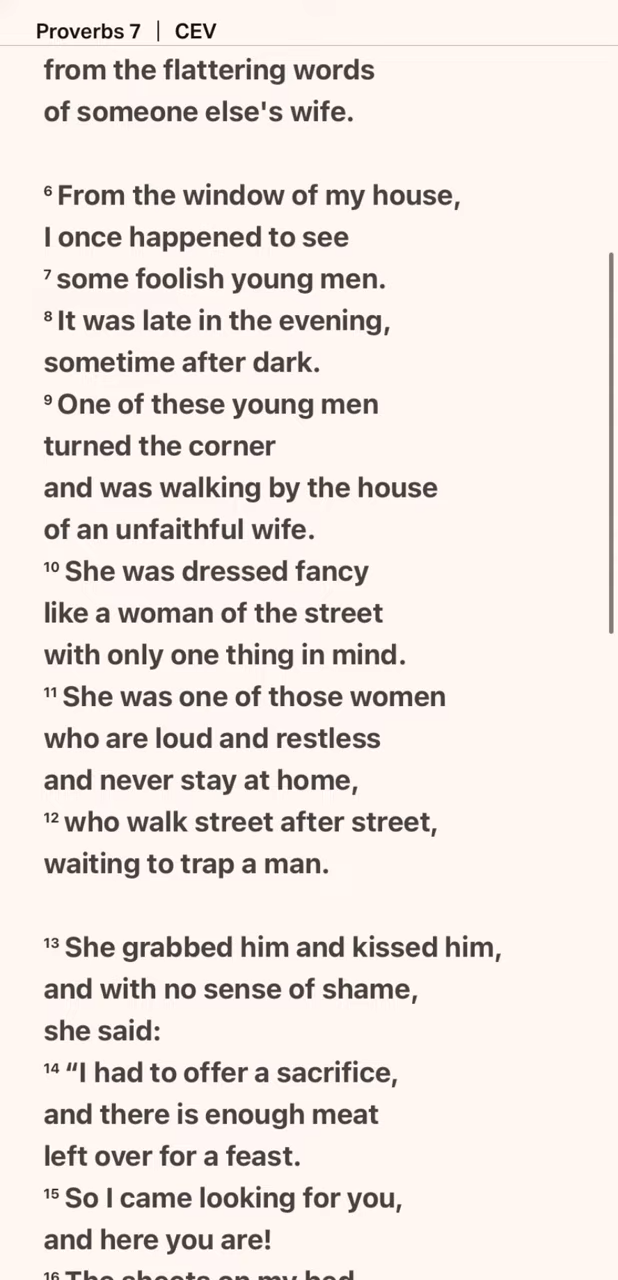 Proverbs 7 | CEV
from the flattering words
of someone else's wife.
6 From the window of my house,
I once happened to see
7 some foolish young men.
8 It was late in the evening,
sometime after dark.
9 One of these young men
turned the corner
and was walking by the house
of an unfaithful wife.
10 She was dressed fancy
like a woman of the street
with only one thing in mind.
11 She was one of those women
who are loud and restless
and never stay at home,
12 who walk street after street,
waiting to trap a man.
13 She grabbed him and kissed him,
and with no sense of shame,
she said:
14 “I had to offer a sacrifice,
and there is enough meat
left over for a feast.
15 So I came looking for you,
and here you are!
16 The sheets on my bed